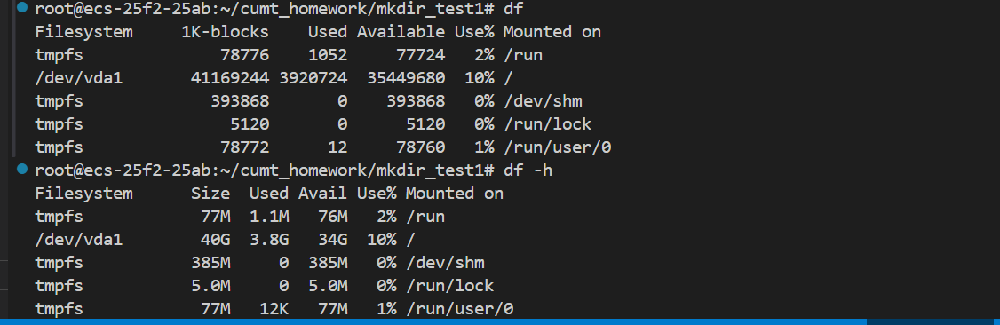 root@ecs-25f2-25ab:~/cumt_homework/mkdir_test1# df
Filesystem     1K-blocks    Used Available Use% Mounted on
tmpfs              78776    1052     77724   2% /run
/dev/vda1       41169244 3920724  35449680  10% /
tmpfs             393868       0    393868   0% /dev/shm
tmpfs               5120       0      5120   0% /run/lock
tmpfs              78772      12     78760   1% /run/user/0
root@ecs-25f2-25ab:~/cumt_homework/mkdir_test1# df -h
Filesystem      Size  Used Avail Use% Mounted on
tmpfs            77M  1.1M   76M   2% /run
/dev/vda1        40G  3.8G   34G  10% /
tmpfs           385M     0  385M   0% /dev/shm
tmpfs           5.0M     0  5.0M   0% /run/lock
tmpfs            77M   12K   77M   1% /run/user/0